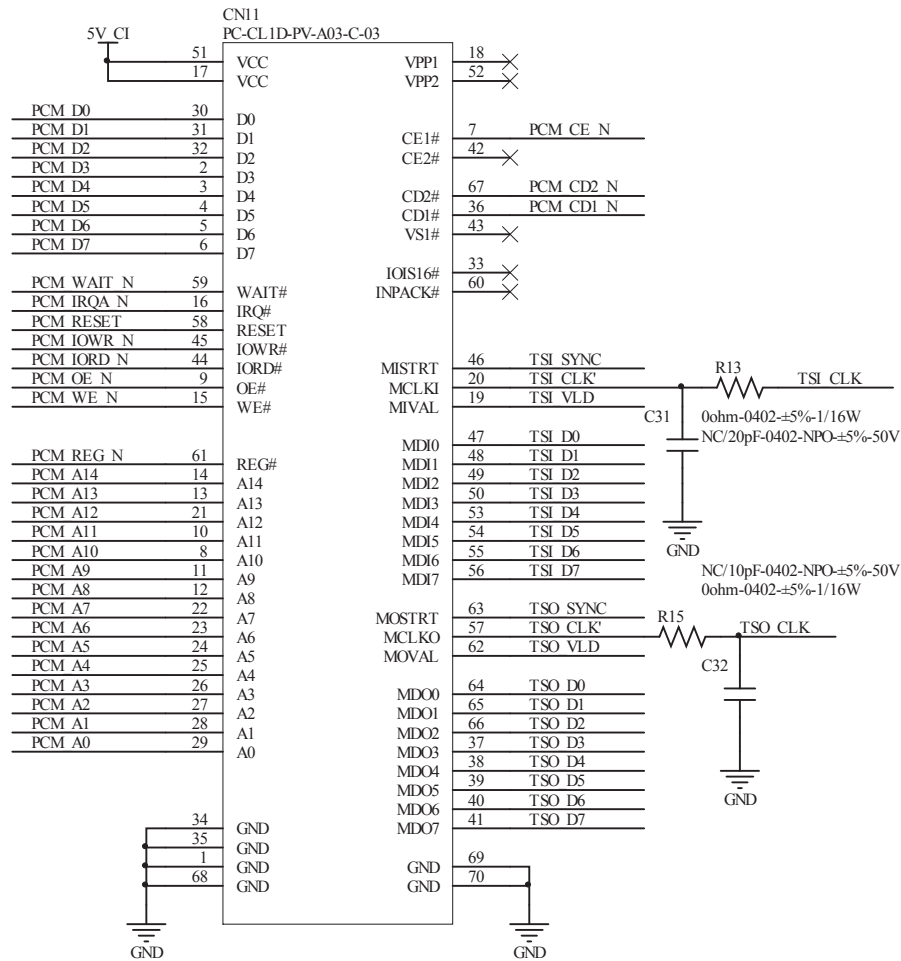 CN11
PC-CL1D-PV-A03-C-03
5V_CI
51 VCC
17 VCC
PCM_D0 30 D0
PCM_D1 31 D1
PCM_D2 32 D2
PCM_D3 2 D3
PCM_D4 3 D4
PCM_D5 4 D5
PCM_D6 5 D6
PCM_D7 6 D7
PCM_WAIT_N 59 WAIT#
PCM_IRQA_N 16 IRQ#
PCM_RESET 58 RESET
PCM_IOWR_N 45 IOWR#
PCM_IORD_N 44 IORD#
PCM_OE_N 9 OE#
PCM_WE_N 15 WE#
PCM_REG_N 61 REG#
PCM_A14 14 A14
PCM_A13 13 A13
PCM_A12 21 A12
PCM_A11 10 A11
PCM_A10 8 A10
PCM_A9 11 A9
PCM_A8 12 A8
PCM_A7 22 A7
PCM_A6 23 A6
PCM_A5 24 A5
PCM_A4 25 A4
PCM_A3 26 A3
PCM_A2 27 A2
PCM_A1 28 A1
PCM_A0 29 A0
34 GND
35 GND
1 GND
68 GND
GND
VPP1 18
VPP2 52
CE1# 7 PCM_CE_N
CE2# 42
CD2# 67 PCM_CD2_N
CD1# 36 PCM_CD1_N
VS1# 43
IOIS16# 33
INPACK# 60
MISTRT 46 TSI_SYNC
MCLKI 20 TSI_CLK'
MIVAL 19 TSI_VLD
MDI0 47 TSI_D0
MDI1 48 TSI_D1
MDI2 49 TSI_D2
MDI3 50 TSI_D3
MDI4 53 TSI_D4
MDI5 54 TSI_D5
MDI6 55 TSI_D6
MDI7 56 TSI_D7
MOSTRT 63 TSO_SYNC
MCLKO 57 TSO_CLK'
MOVAL 62 TSO_VLD
MDO0 64 TSO_D0
MDO1 65 TSO_D1
MDO2 66 TSO_D2
MDO3 37 TSO_D3
MDO4 38 TSO_D4
MDO5 39 TSO_D5
MDO6 40 TSO_D6
MDO7 41 TSO_D7
GND 69
GND 70
GND
R13
TSI_CLK
C31
0ohm-0402-±5%-1/16W
NC/20pF-0402-NPO-±5%-50V
GND
NC/10pF-0402-NPO-±5%-50V
0ohm-0402-±5%-1/16W
R15
TSO_CLK
C32
GND